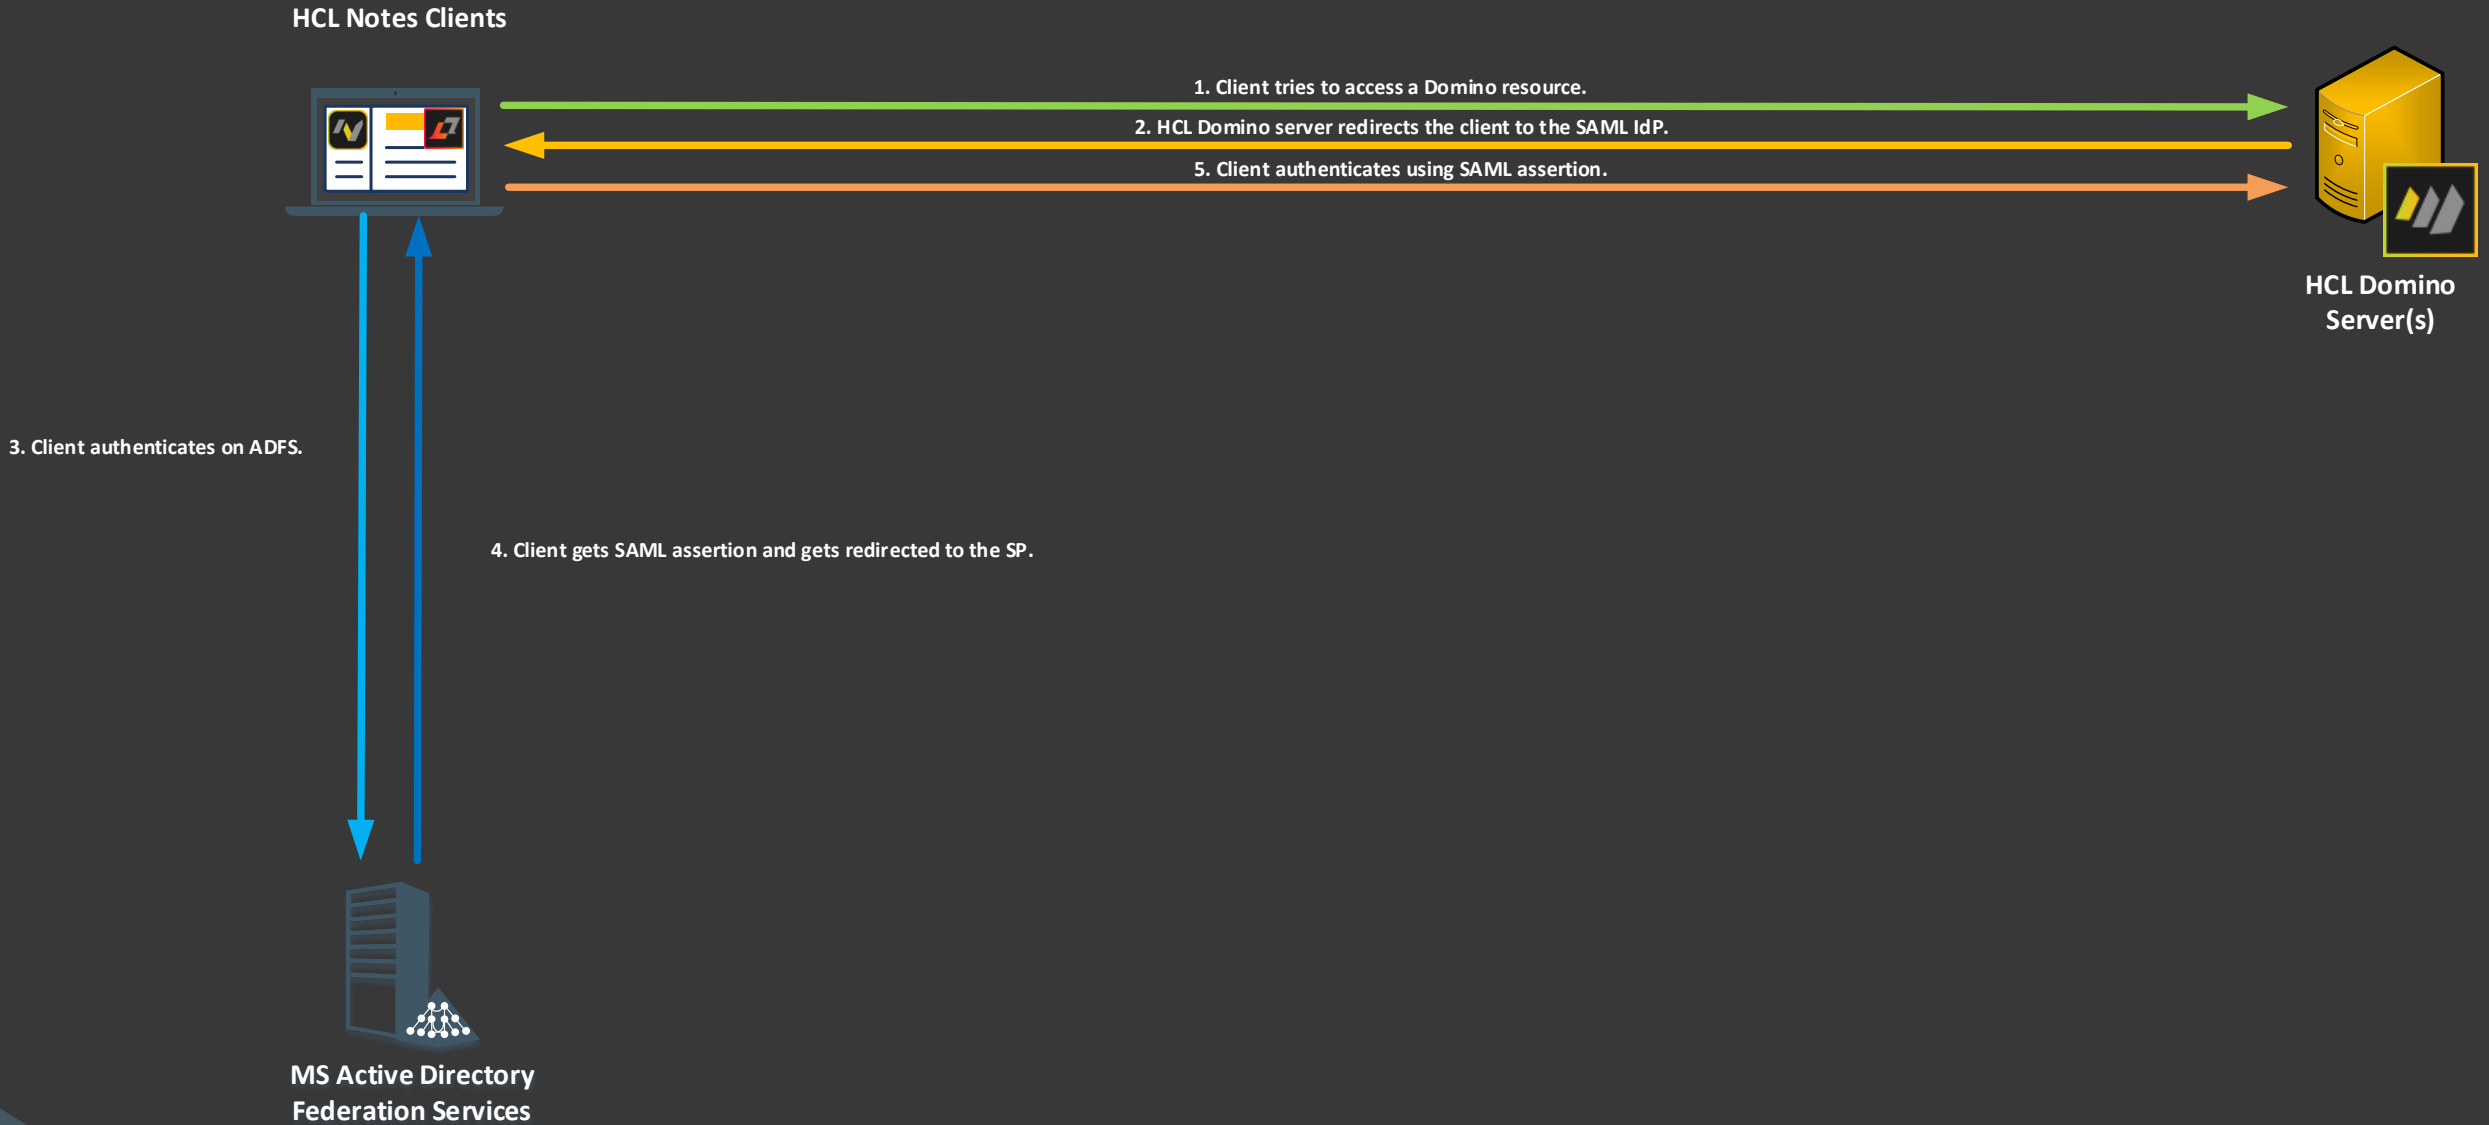 HCL Notes Clients
1. Client tries to access a Domino resource.
2. HCL Domino server redirects the client to the SAML IdP.
5. Client authenticates using SAML assertion.
HCL Domino
Server(s)
3. Client authenticates on ADFS.
4. Client gets SAML assertion and gets redirected to the SP.
MS Active Directory
Federation Services